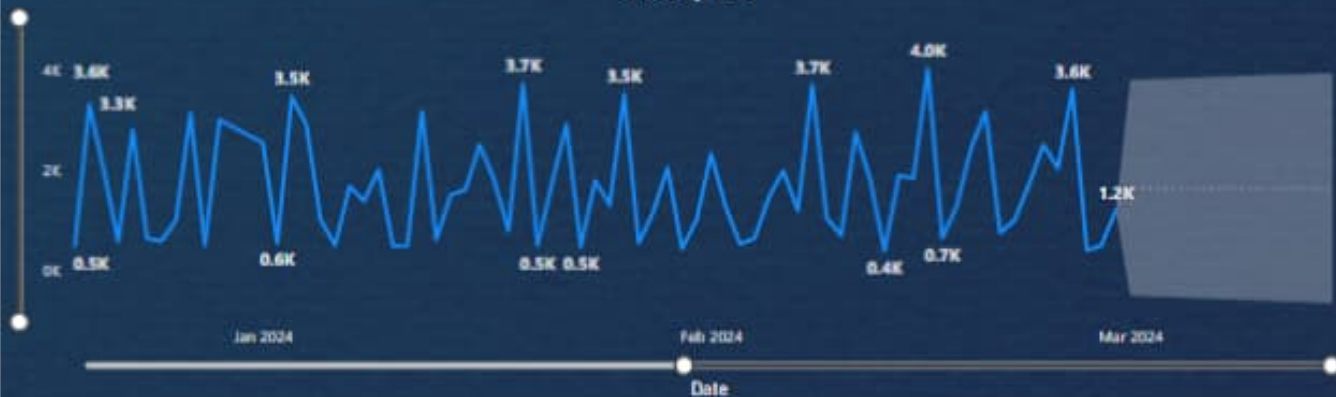 4.0K
3.7K 3.7K
4K 3.6K 3.5K 3.5K 3.6K
3.3K
2K
1.2K
0K 0.5K 0.6K 0.5K 0.5K 0.4K 0.7K
Jan 2024 Feb 2024 Mar 2024
Date